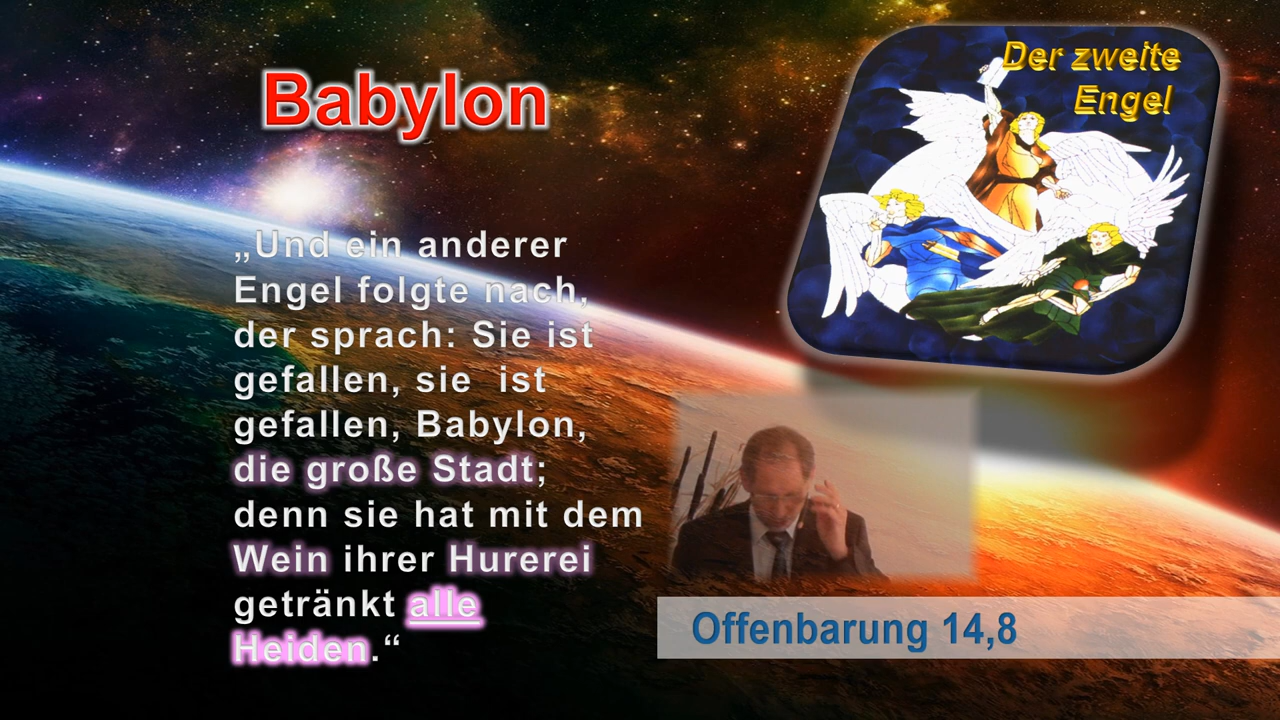 Babylon
Der zweite
Engel
„Und ein anderer
Engel folgte nach,
der sprach: Sie ist
gefallen, sie ist
gefallen, Babylon,
die große Stadt;
denn sie hat mit dem
Wein ihrer Hurerei
getränkt alle
Heiden.“
Offenbarung 14,8